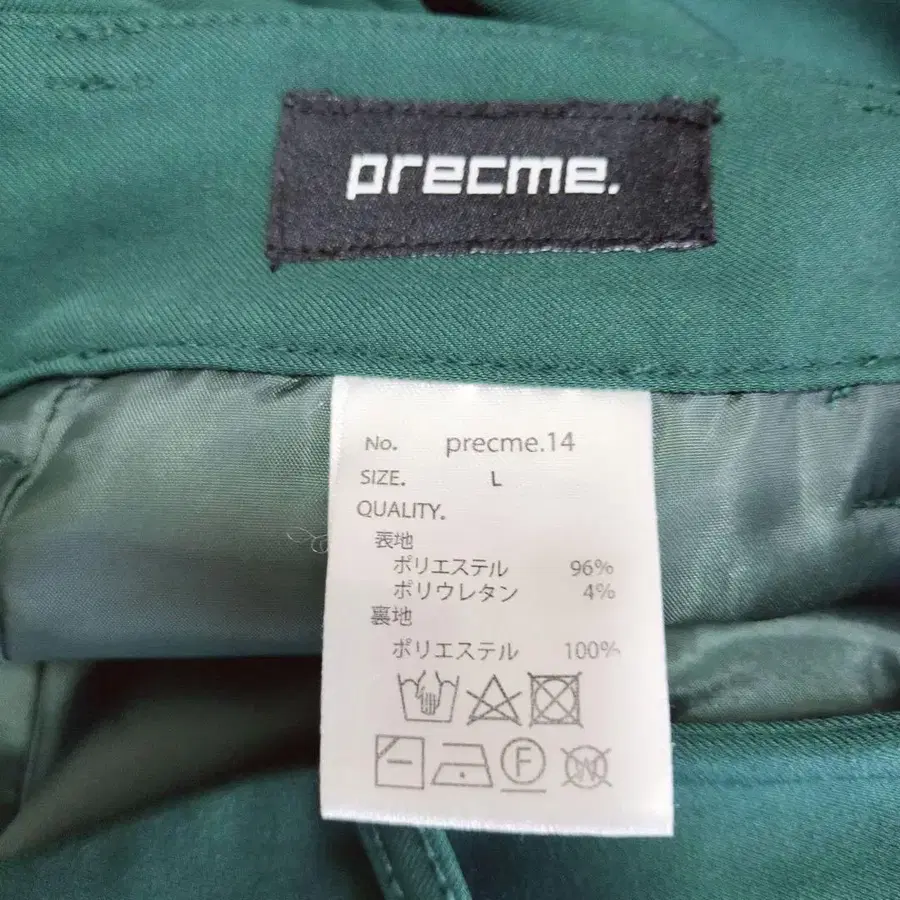 precme.
No. precme.14
SIZE. L
QUALITY.
表地
ポリエステル 96%
ポリウレタン 4%
裏地
ポリエステル 100%
F
W